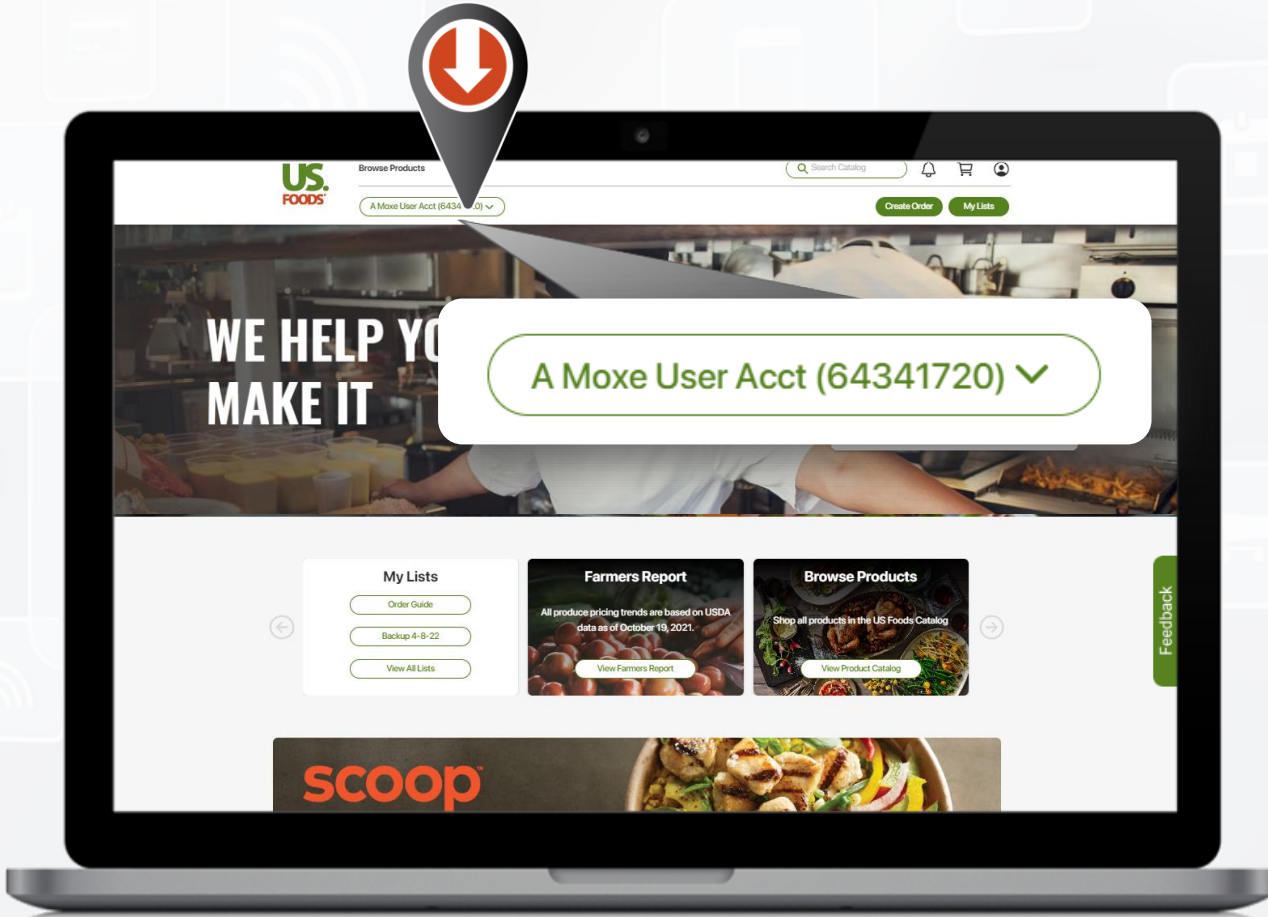 US.
FOODS
Browse Products
Search Catalog
A Moxe User Acct (6434 20)
Create Order
My Lists
WE HELP YO
MAKE IT
A Moxe User Acct (64341720)
My Lists
Order Guide
Backup 4-8-22
View All Lists
Farmers Report
All produce pricing trends are based on USDA
data as of October 19, 2021.
View Farmers Report
Browse Products
Shop all products in the US Foods Catalog
View Product Catalog
Feedback
SCOOP™